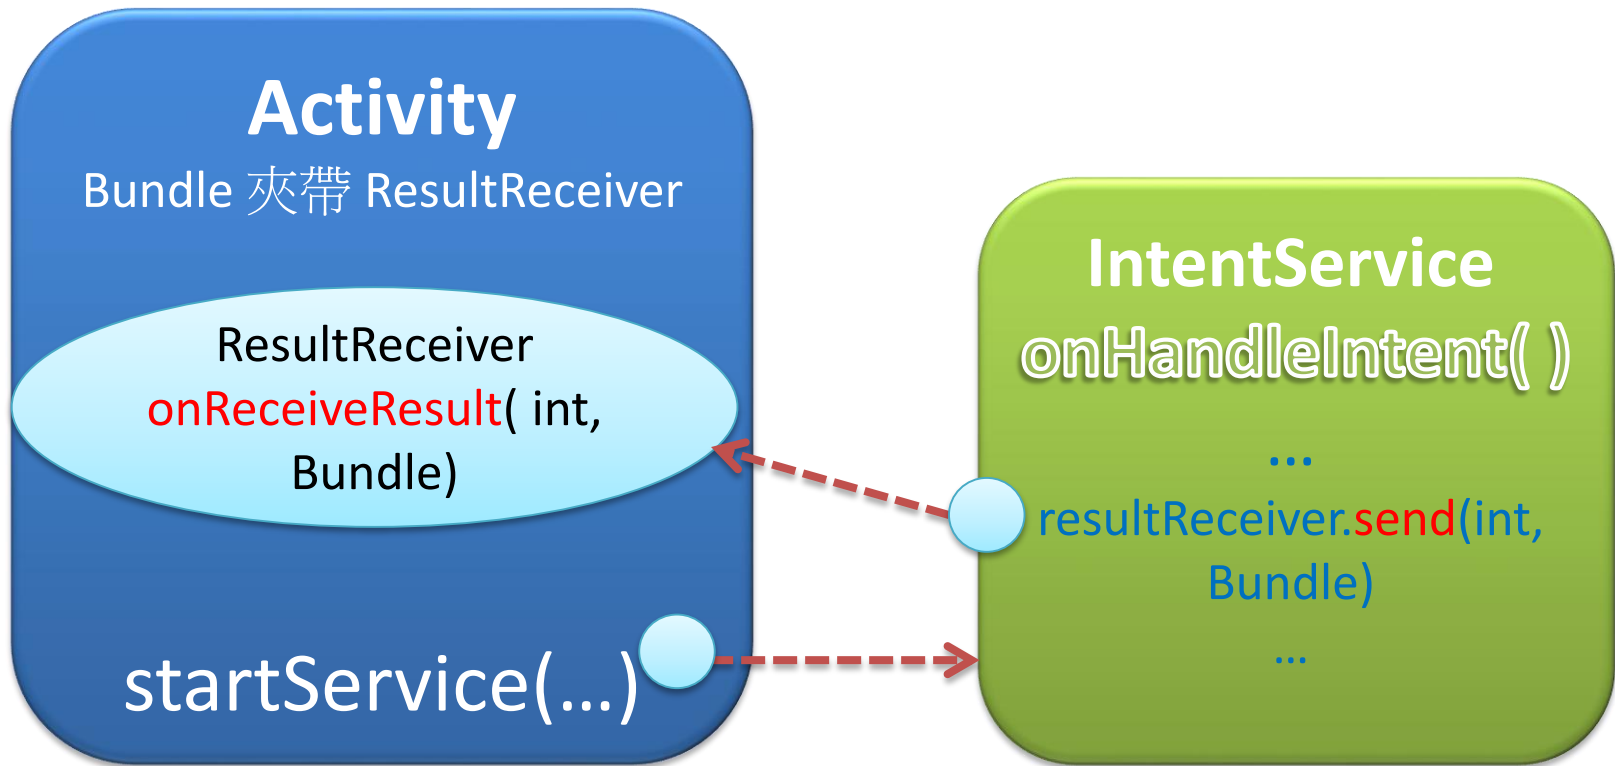 Activity
Bundle 夾帶 ResultReceiver
ResultReceiver
onReceiveResult( int,
Bundle)
startService(...)
IntentService
onHandleIntent( )
...
resultReceiver.send(int,
Bundle)
...